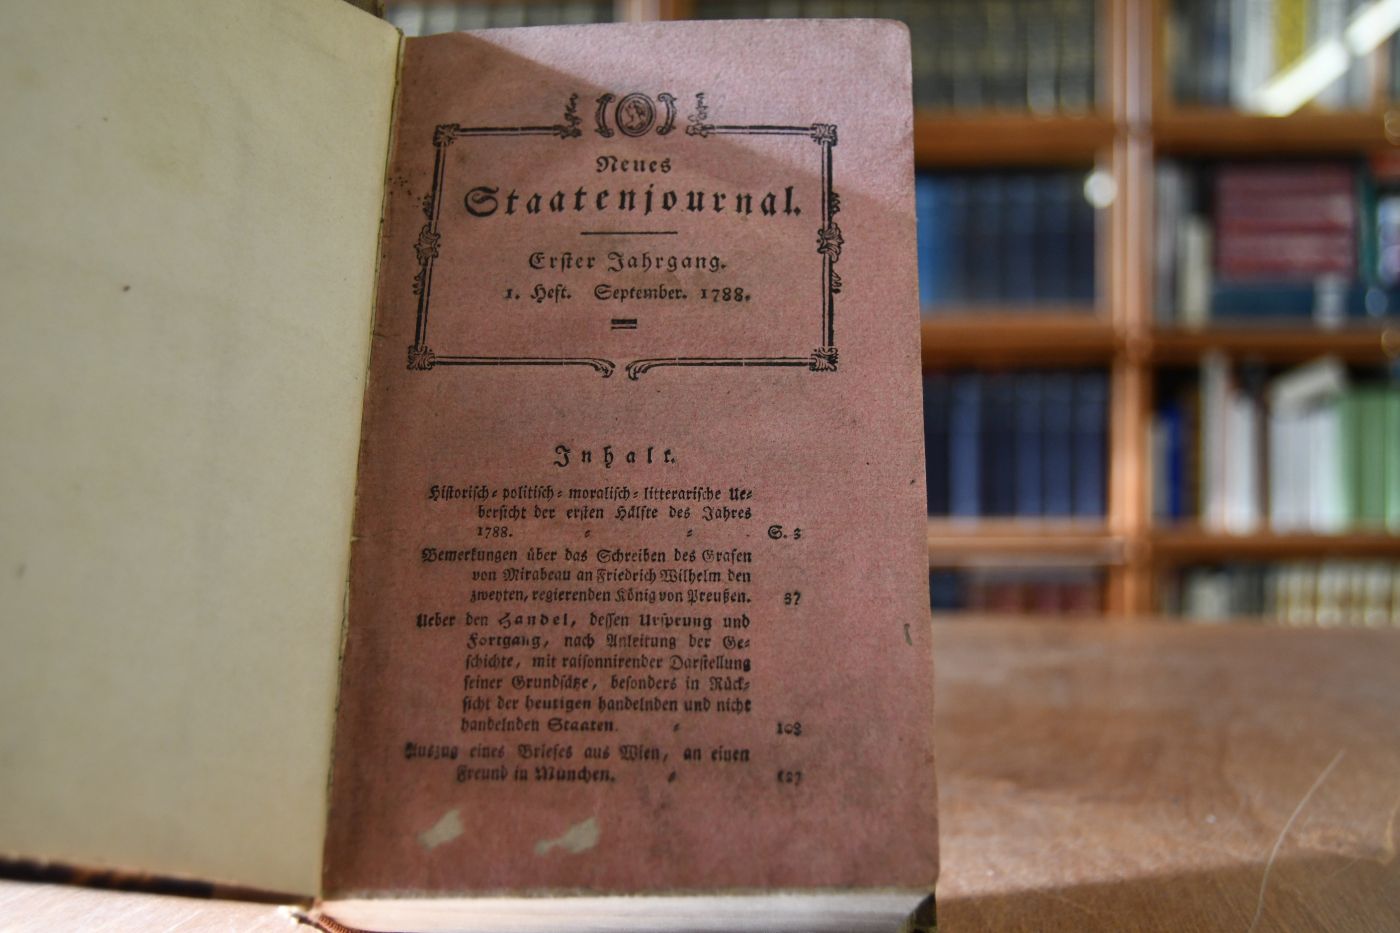 Neues
Staatenjournal.
Erster Jahrgang.
1. Heft. September. 1788.
Inhalt.
Historisch⸗politisch⸗moralisch⸗litterarische Ue⸗
bersicht der ersten Hälfte des Jahres
1788. ⸗ ⸗ S. 3
Bemerkungen über das Schreiben des Grafen
von Mirabeau an Friedrich Wilhelm den
zweyten, regierenden König von Preußen. 37
Ueber den Handel, dessen Ursprung und
Fortgang, nach Anleitung der Ge⸗
schichte, mit raisonnirender Darstellung
seiner Grundsätze, besonders in Rück⸗
sicht der heutigen handelnden und nicht
handelnden Staaten. ⸗ 108
Auszug eines Briefes aus Wien, an einen
Freund in München. ⸗ 127